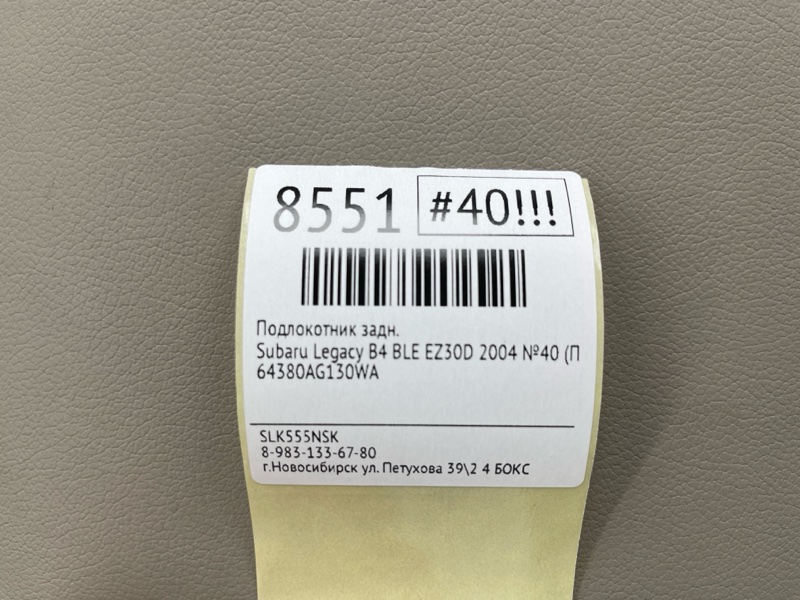 8551 #40!!!
Подлокотник задн.
Subaru Legacy B4 BLE EZ30D 2004 №40 (П
64380AG130WA
SLK555NSK
8-983-133-67-80
г.Новосибирск ул. Петухова 39\2 4 БОКС